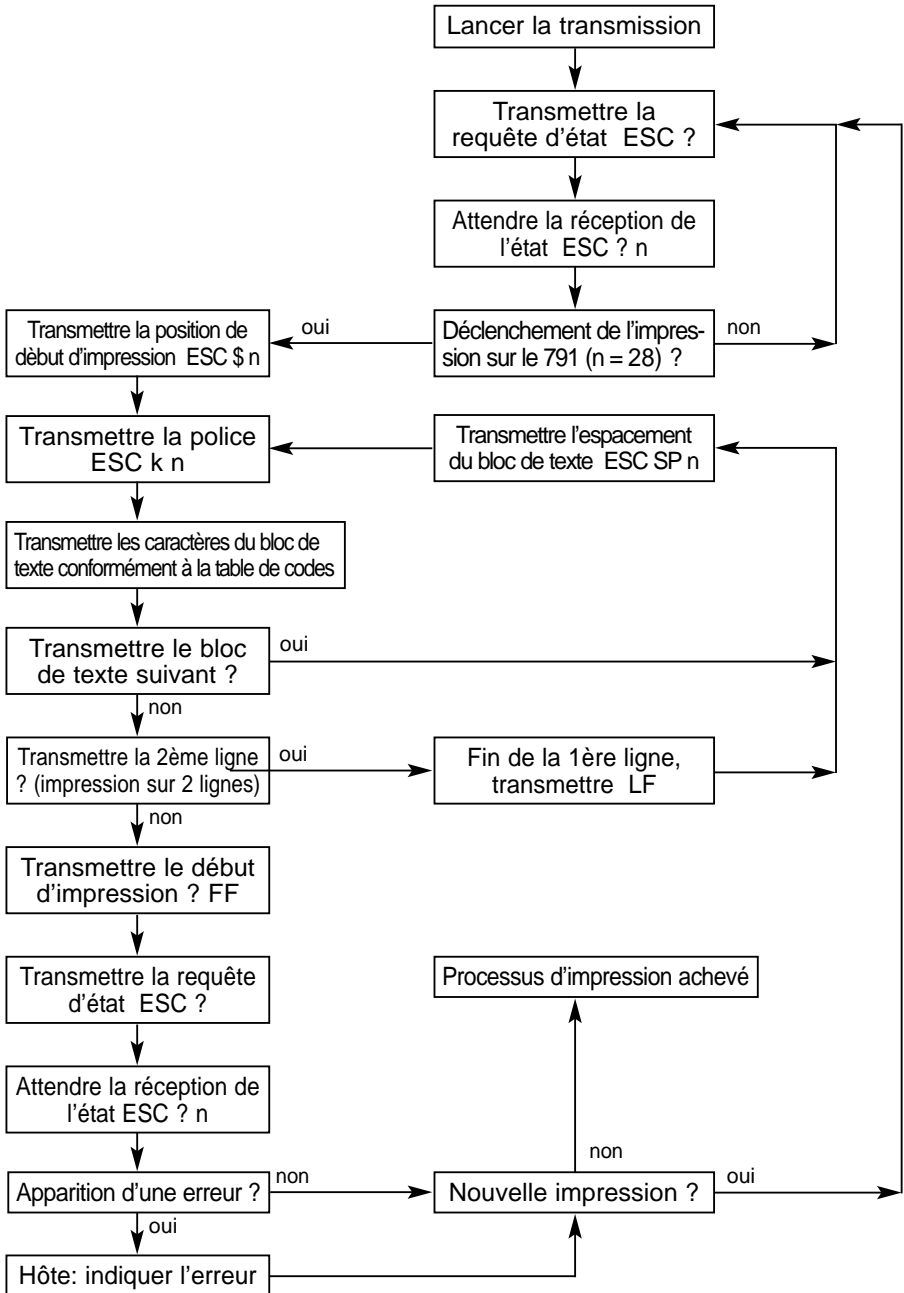 Lancer la transmission
Transmettre la
requête d'état ESC ?
Attendre la réception de
l'état ESC ? n
Déclenchement de l'impres-
sion sur le 791 (n = 28) ?
non
oui
Transmettre la position de
dèbut d'impression ESC $ n
Transmettre la police
ESC k n
Transmettre l'espacement
du bloc de texte ESC SP n
Transmettre les caractères du bloc de
texte conformément à la table de codes
Transmettre le bloc
de texte suivant ?
oui
non
Transmettre la 2ème ligne
? (impression sur 2 lignes)
oui
Fin de la 1ère ligne,
transmettre LF
non
Transmettre le début
d'impression ? FF
Transmettre la requête
d'état ESC ?
Processus d'impression achevé
Attendre la réception de
l'état ESC ? n
non
Apparition d'une erreur ?
non
Nouvelle impression ?
oui
oui
Hôte: indiquer l'erreur